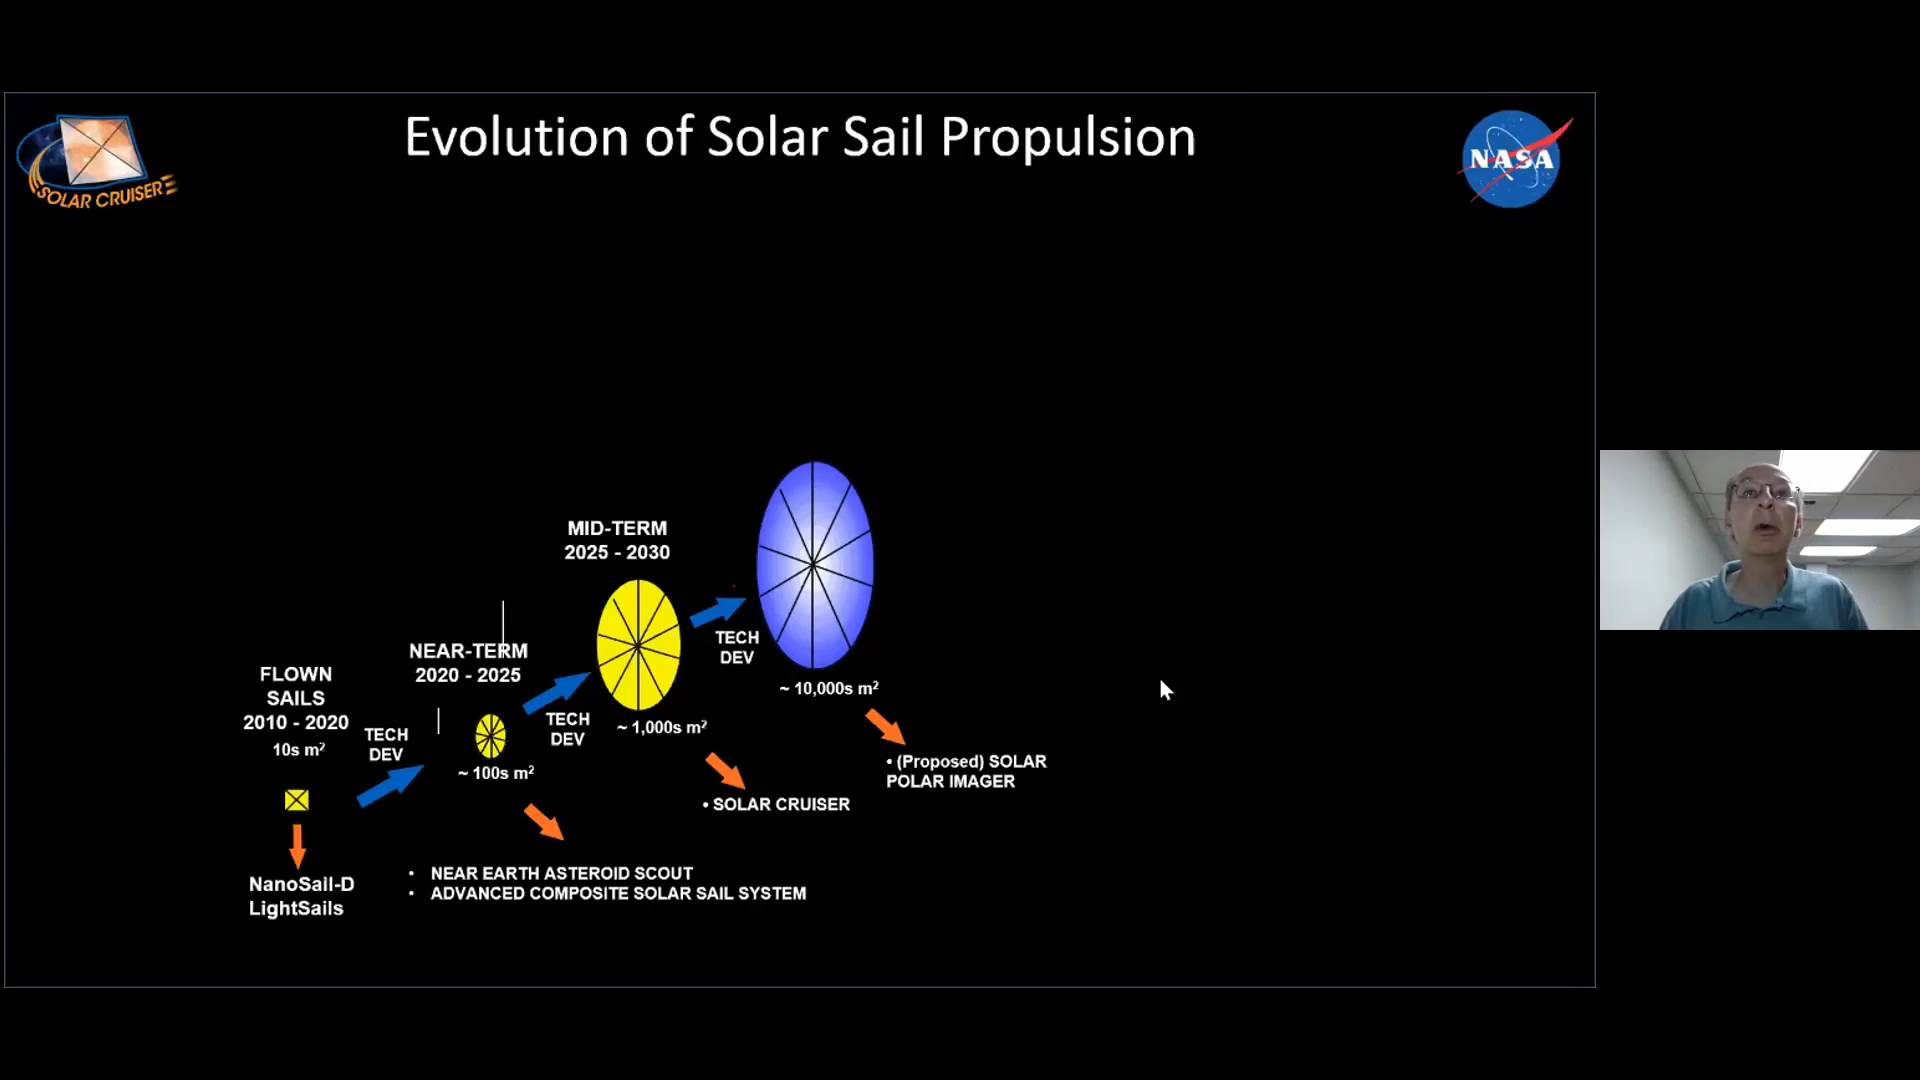 Evolution of Solar Sail Propulsion
SOLAR CRUISER
NASA
MID-TERM
2025 - 2030
NEAR-TERM
2020 - 2025
FLOWN
SAILS
2010 - 2020
10s m²
TECH
DEV
~ 100s m²
TECH
DEV
~ 1,000s m²
TECH
DEV
~ 10,000s m²
• (Proposed) SOLAR
POLAR IMAGER
• SOLAR CRUISER
• NEAR EARTH ASTEROID SCOUT
• ADVANCED COMPOSITE SOLAR SAIL SYSTEM
NanoSail-D
LightSails